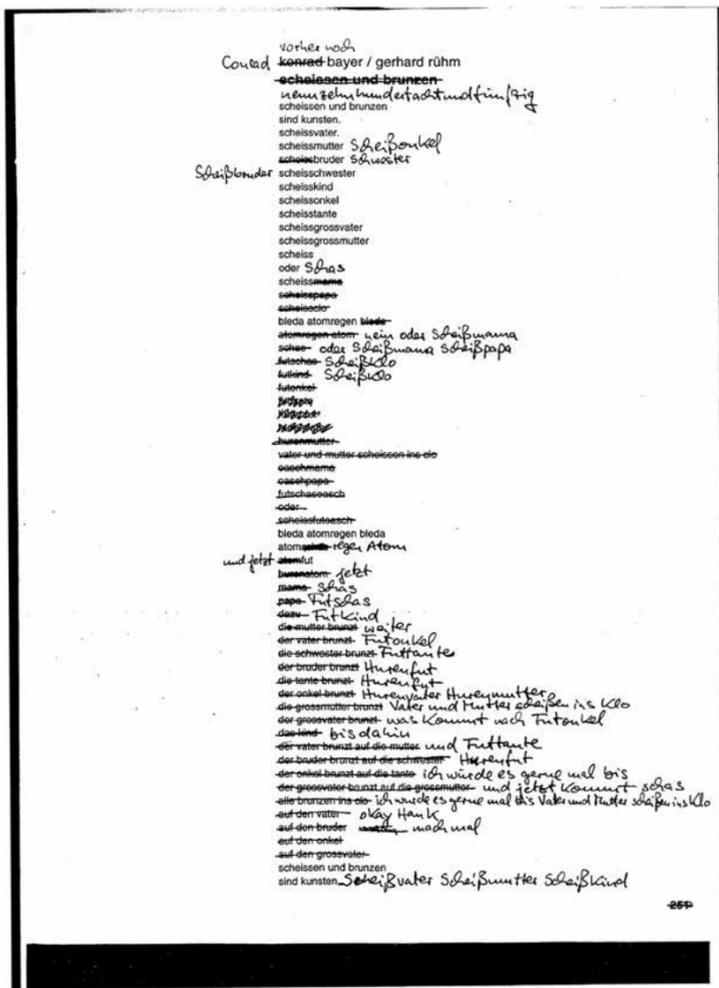 vorher noch
Conrad konrad bayer / gerhard rühm
scheissen und brunzen
neunzehnhundertachtundfünfzig
scheissen und brunzen
sind kunsten.
scheissvater.
scheissmutter Scheißonkel
scheissbruder Schwester
Scheißbruder scheisschwester
scheisskind
scheissonkel
scheisstante
scheissgrossvater
scheissgrossmutter
scheiss
oder Schas
scheissmama
scheisspapa
scheissclo
bleda atomregen bleda
atomregen atom nein oder Scheißmama
schas oder Scheißmama Scheißpapa
futschas Scheißklo
futkind Scheißklo
futonkel
hurenmutter
vater und mutter scheissen ins clo
oaschmama
oaschpapa
futschasoasch
oder
scheissfutoasch
bleda atomregen bleda
atom regen Atom
und jetzt atomfut
hurenatom jetzt
mama Schas
papa Futschas
dazu Futkind
die mutter brunzt weiter
der vater brunzt Futonkel
die schwester brunzt Futtante
der bruder brunzt Hurenfut
die tante brunzt Hurenfut
der onkel brunzt Hurenvater Hurenmutter
die grossmutter brunzt Vater und Mutter scheißen ins Klo
der grossvater brunzt was kommt nach Futonkel
das kind bis dahin
der vater brunzt auf die mutter und Futtante
der bruder brunzt auf die schwester Hurenfut
der onkel brunzt auf die tante ich würde es gerne mal bis
der grossvater brunzt auf die grossmutter und jetzt kommt schas
alle brunzen ins clo ich würde es gerne mal bis Vater und Mutter scheißen ins Klo
auf den vater okay Hank
auf den bruder mach mal
auf den onkel
auf den grossvater
scheissen und brunzen
sind kunsten Scheißvater Scheißmutter Scheißkind